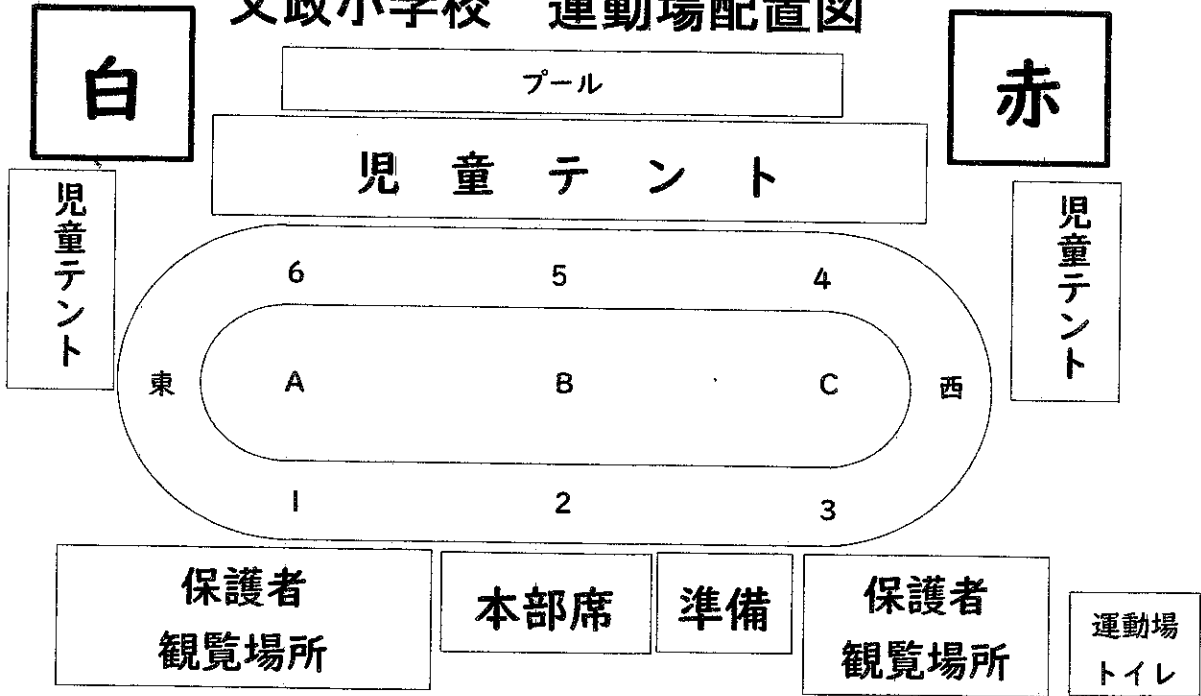 文政小学校　運動場配置図
白
プール
赤
児童テント
児童テント
児童テント
6
5
4
東
A
B
C
西
1
2
3
保護者
観覧場所
本部席
準備
保護者
観覧場所
運動場
トイレ